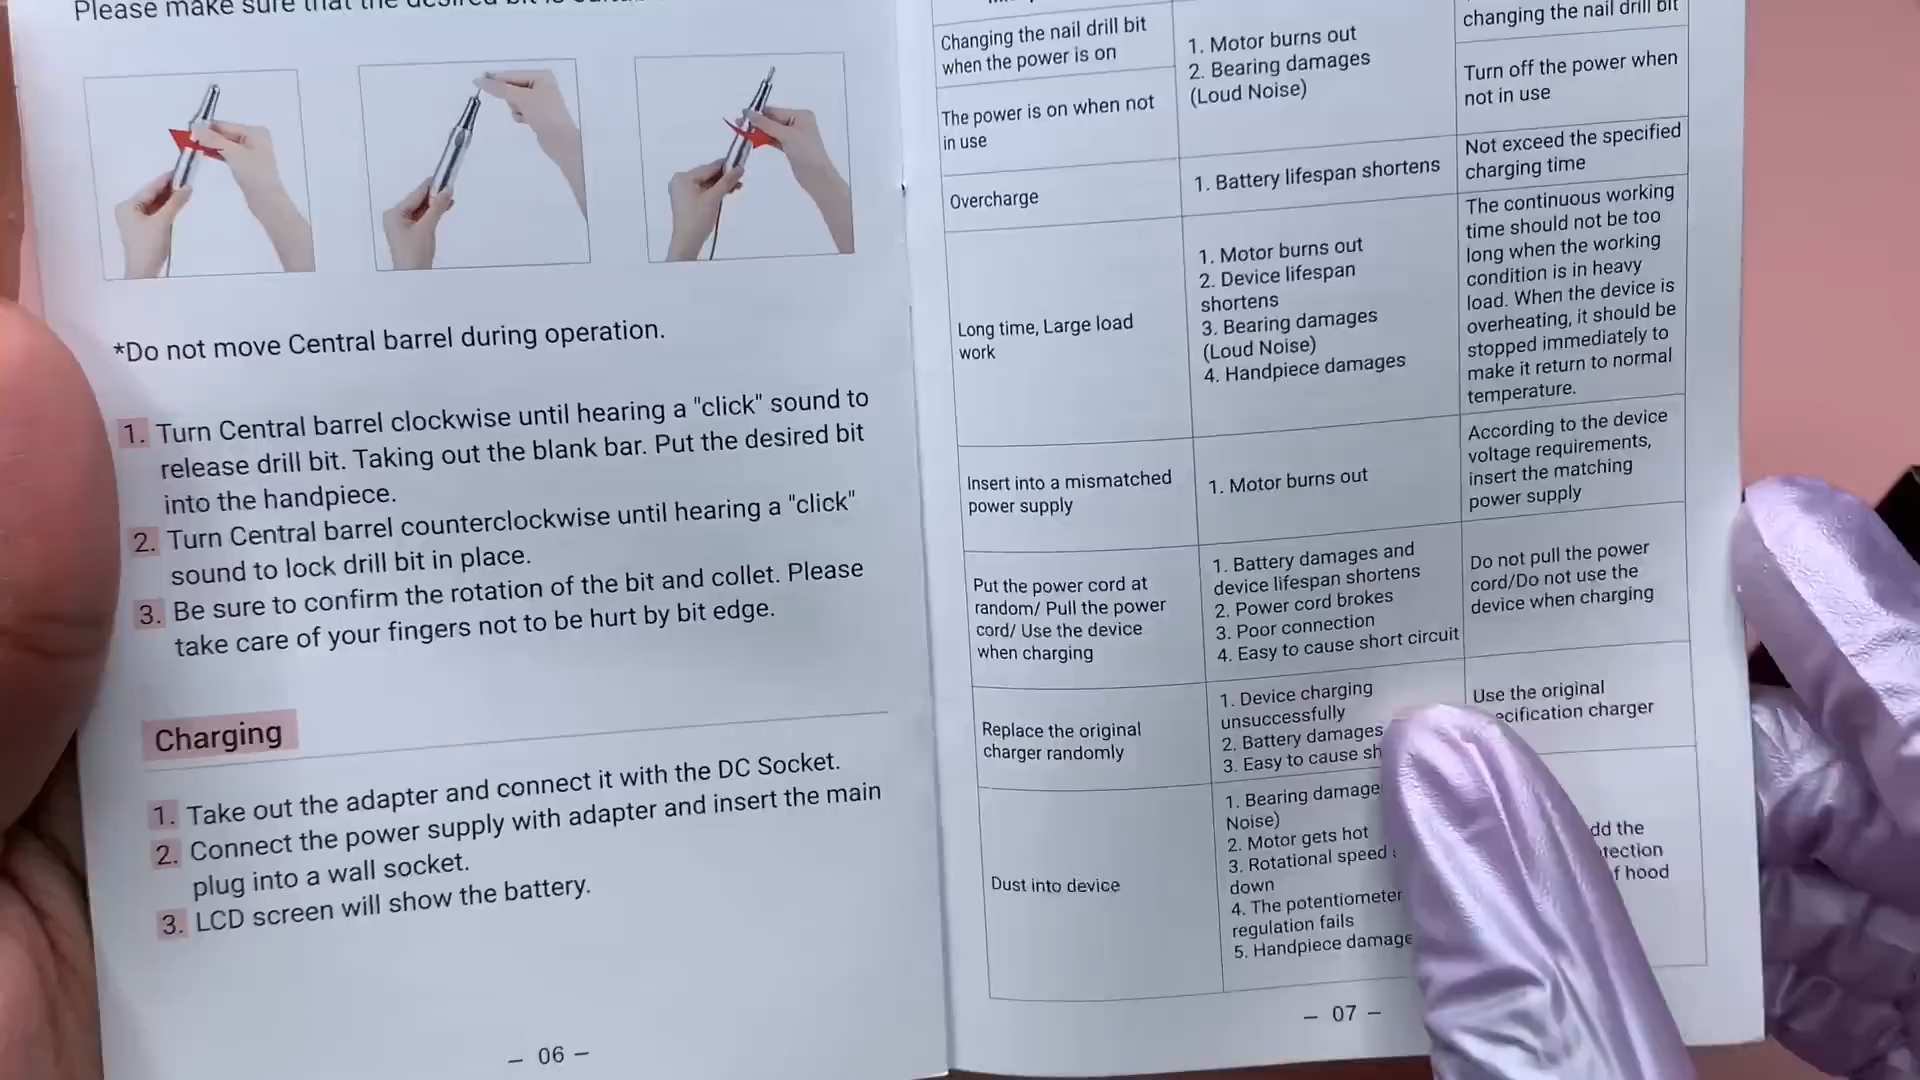 Please make sure that the desired bit is
*Do not move Central barrel during operation.
1. Turn Central barrel clockwise until hearing a "click" sound to
release drill bit. Taking out the blank bar. Put the desired bit
into the handpiece.
2. Turn Central barrel counterclockwise until hearing a "click"
sound to lock drill bit in place.
3. Be sure to confirm the rotation of the bit and collet. Please
take care of your fingers not to be hurt by bit edge.
Charging
1. Take out the adapter and connect it with the DC Socket.
2. Connect the power supply with adapter and insert the main
plug into a wall socket.
3. LCD screen will show the battery.
– 06 –
changing the nail drill bit
Changing the nail drill bit
when the power is on
1. Motor burns out
2. Bearing damages
(Loud Noise)
Turn off the power when
not in use
The power is on when not
in use
Overcharge
1. Battery lifespan shortens
Not exceed the specified
charging time
Long time, Large load
work
1. Motor burns out
2. Device lifespan
shortens
3. Bearing damages
(Loud Noise)
4. Handpiece damages
The continuous working
time should not be too
long when the working
condition is in heavy
load. When the device is
overheating, it should be
stopped immediately to
make it return to normal
temperature.
Insert into a mismatched
power supply
1. Motor burns out
According to the device
voltage requirements,
insert the matching
power supply
Put the power cord at
random/ Pull the power
cord/ Use the device
when charging
1. Battery damages and
device lifespan shortens
2. Power cord brokes
3. Poor connection
4. Easy to cause short circuit
Do not pull the power
cord/Do not use the
device when charging
Replace the original
charger randomly
1. Device charging
unsuccessfully
2. Battery damages
3. Easy to cause
Use the original
charger
Dust into device
1. Bearing
Noise)
2. Motor gets hot
3. Rotational speed
down
4. The potentiometer
regulation fails
5. Handpiece
the
hood
– 07 –